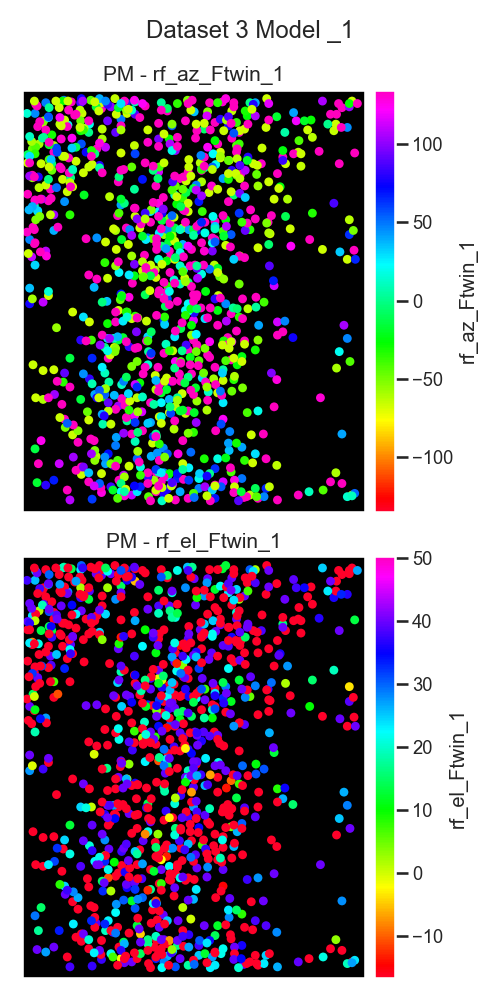 Dataset 3 Model _1
PM - rf_az_Ftwin_1
100
50
0
−50
−100
rf_az_Ftwin_1
PM - rf_el_Ftwin_1
50
40
30
20
10
0
−10
rf_el_Ftwin_1